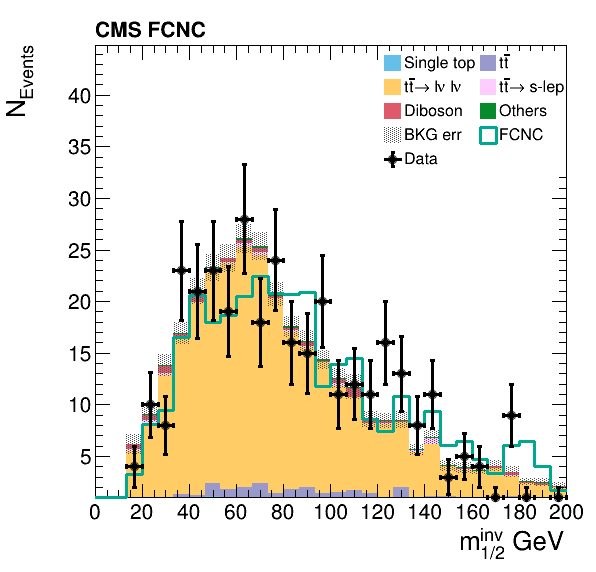 CMS FCNC
N_Events
Single top
tt̄
tt̄→ lν lν
tt̄→ s-lep
Diboson
Others
BKG err
FCNC
Data
40
35
30
25
20
15
10
5
0 20 40 60 80 100 120 140 160 180 200
m^inv_1/2 GeV